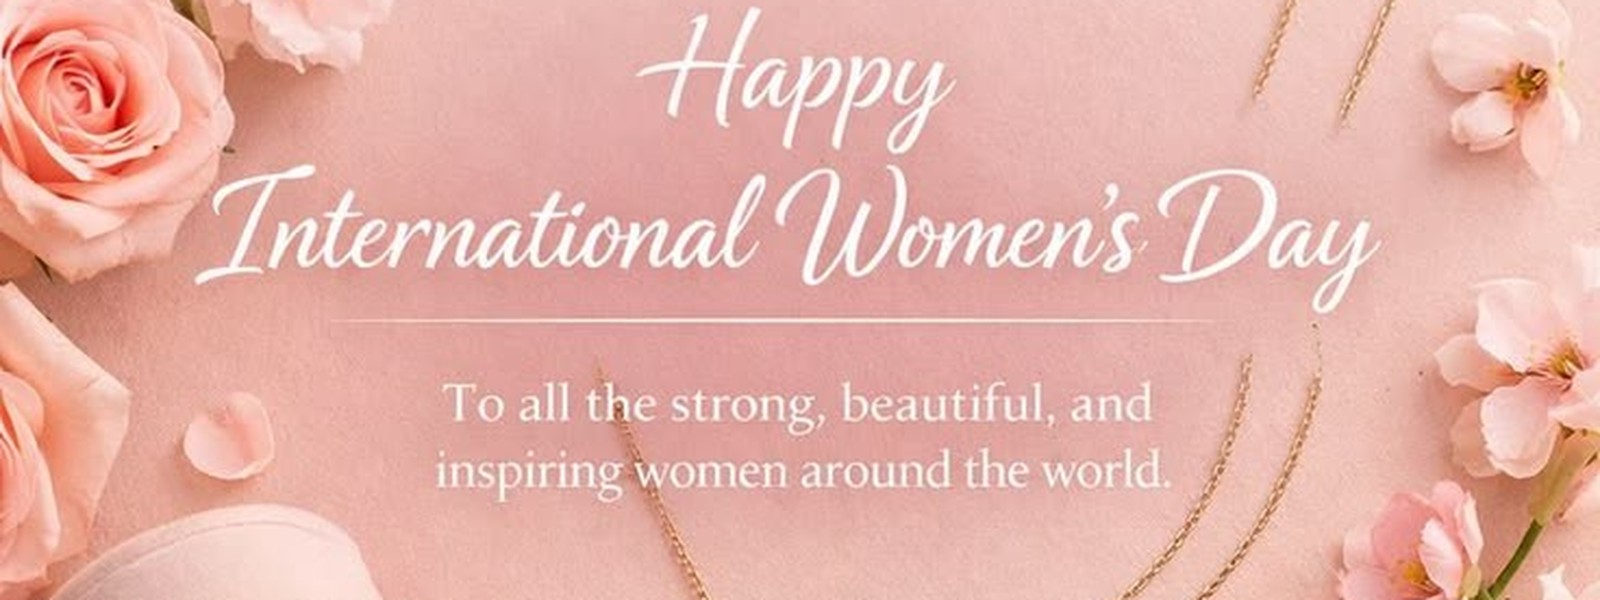 Happy
International Women's Day
To all the strong, beautiful, and
inspiring women around the world.